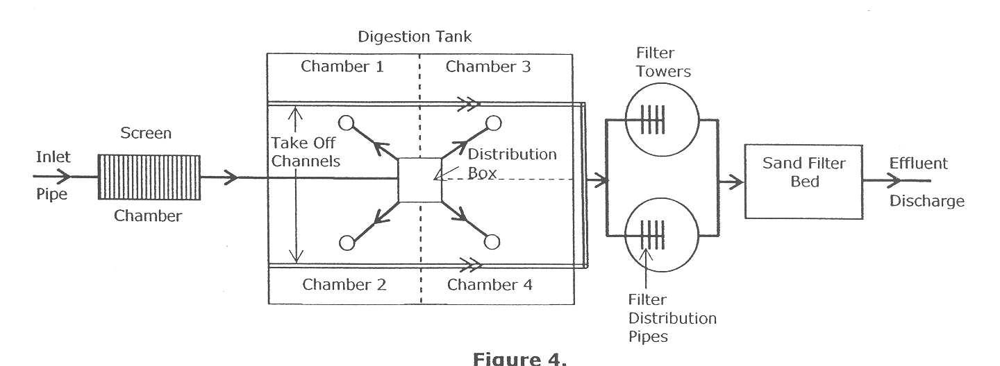 Digestion Tank
Chamber 1
Chamber 3
Filter
Towers
Screen
Inlet
Pipe
Chamber
Take Off
Channels
Distribution
Box
Sand Filter
Bed
Effluent
Discharge
Chamber 2
Chamber 4
Filter
Distribution
Pipes
Figure 4.